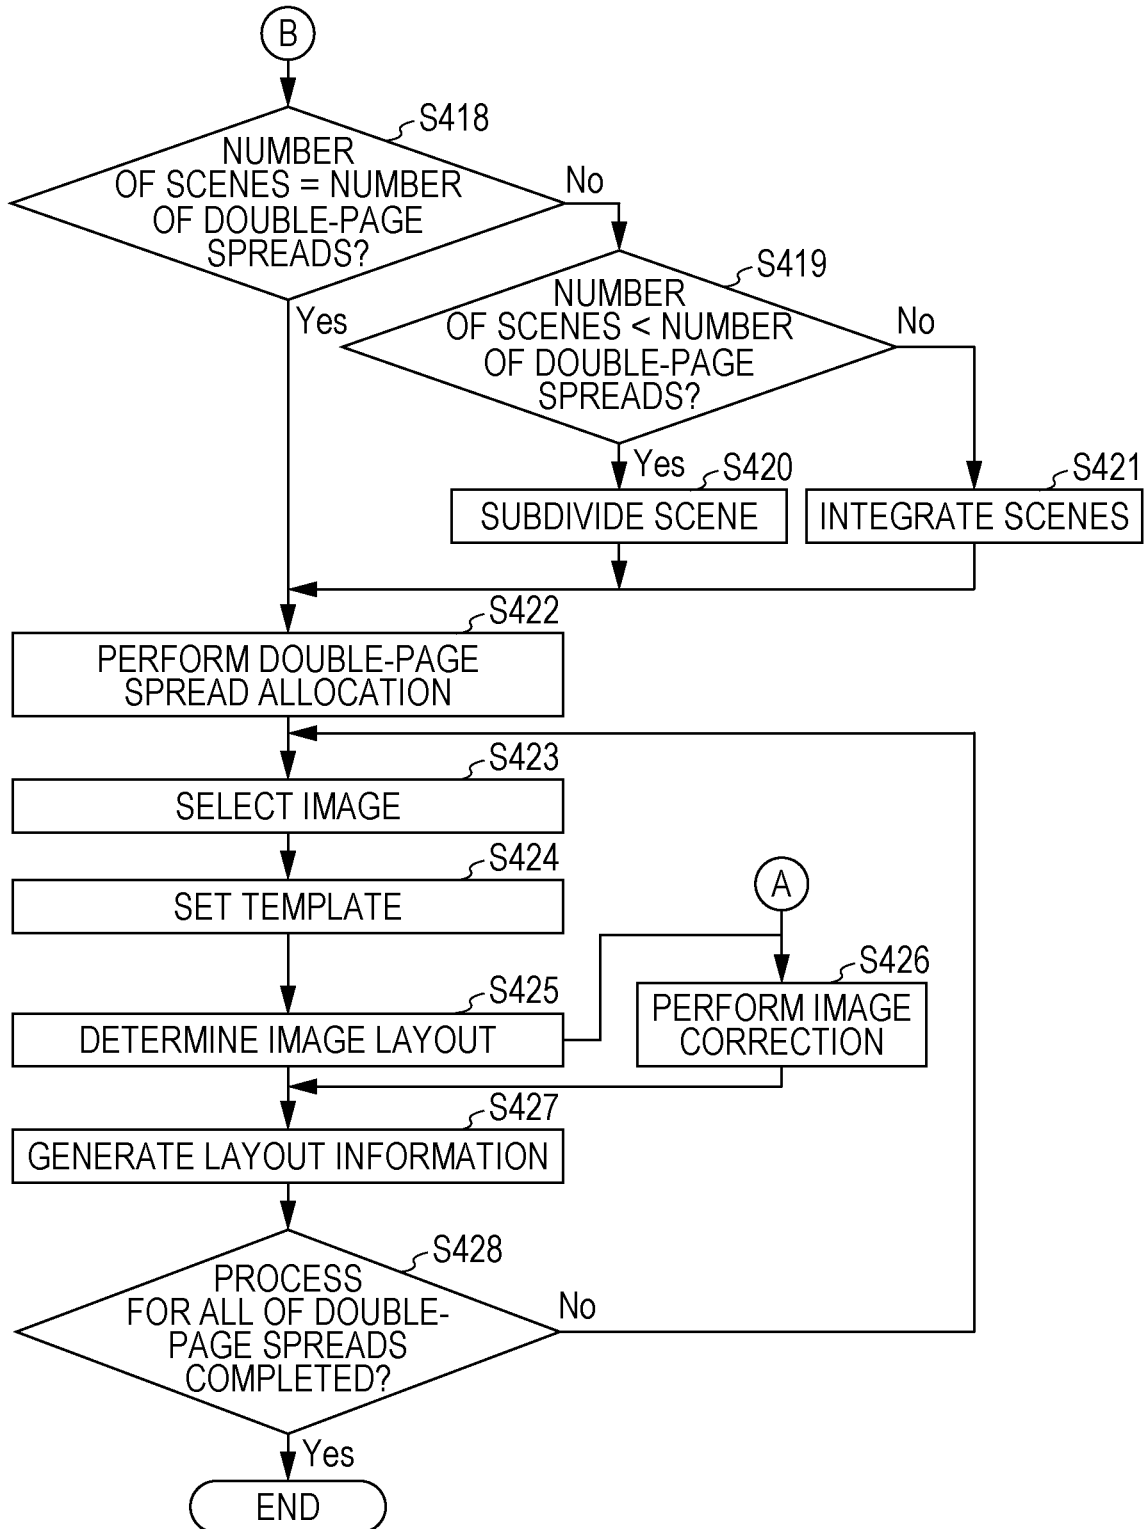 B
S418
NUMBER
OF SCENES = NUMBER
OF DOUBLE-PAGE
SPREADS?
No
Yes
S419
NUMBER
OF SCENES < NUMBER
OF DOUBLE-PAGE
SPREADS?
No
Yes
S420
SUBDIVIDE SCENE
S421
INTEGRATE SCENES
S422
PERFORM DOUBLE-PAGE
SPREAD ALLOCATION
S423
SELECT IMAGE
S424
SET TEMPLATE
A
S425
DETERMINE IMAGE LAYOUT
S426
PERFORM IMAGE
CORRECTION
S427
GENERATE LAYOUT INFORMATION
S428
PROCESS
FOR ALL OF DOUBLE-
PAGE SPREADS
COMPLETED?
No
Yes
END